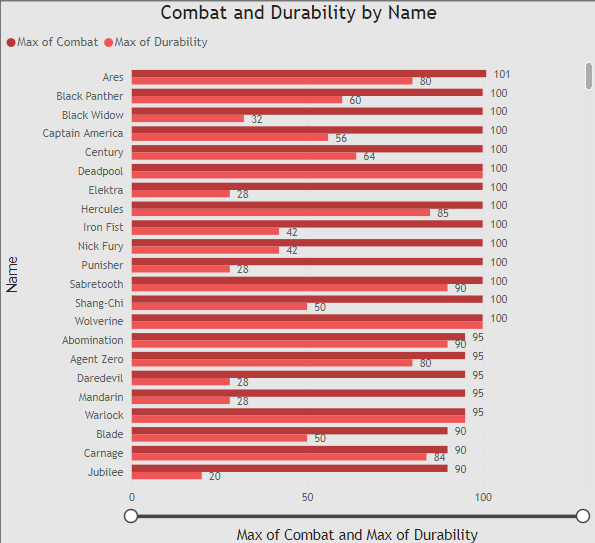 Combat and Durability by Name
Max of Combat Max of Durability
Ares 101 80
Black Panther 100 60
Black Widow 100 32
Captain America 100 56
Century 100 64
Deadpool 100
Elektra 100 28
Hercules 100 85
Iron Fist 100 42
Nick Fury 100 42
Punisher 100 28
Sabretooth 100 90
Shang-Chi 100 50
Wolverine 100
Abomination 95 90
Agent Zero 95 80
Daredevil 95 28
Mandarin 95 28
Warlock 95
Blade 90 50
Carnage 90 84
Jubilee 90 20
Name
0 50 100
Max of Combat and Max of Durability